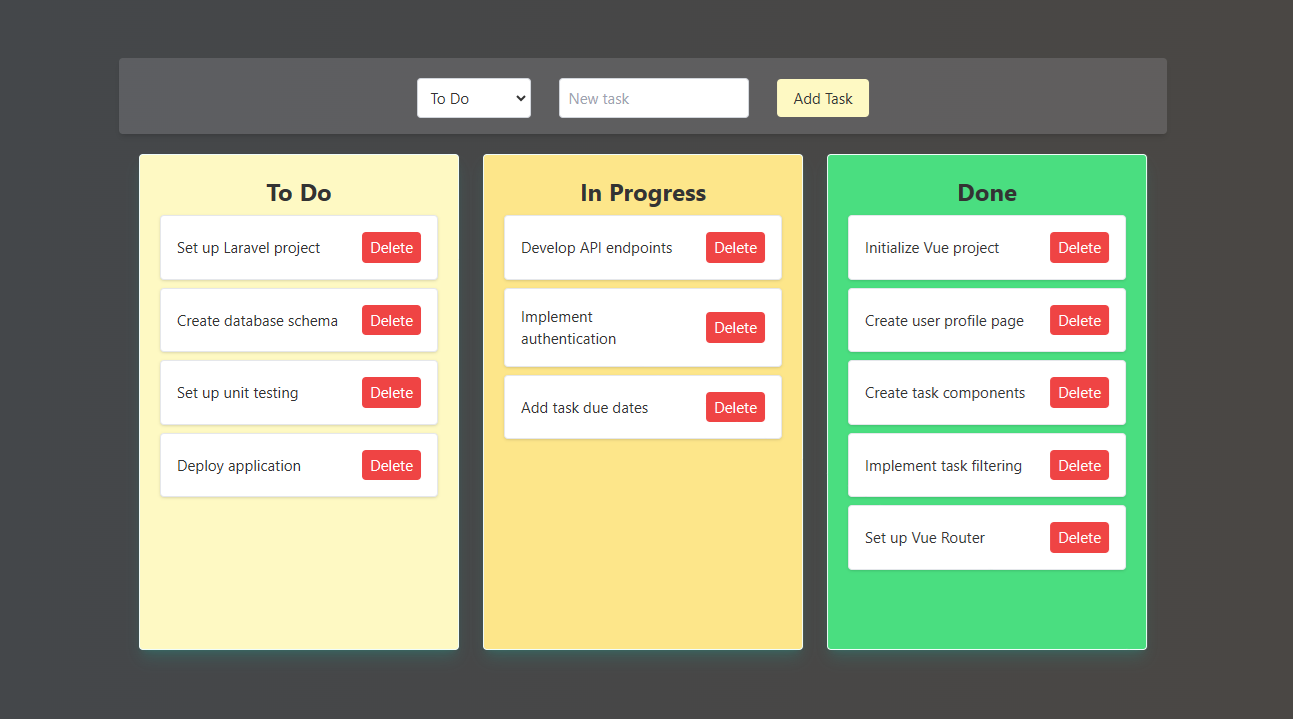 To Do
New task
Add Task
To Do
Set up Laravel project
Delete
Create database schema
Delete
Set up unit testing
Delete
Deploy application
Delete
In Progress
Develop API endpoints
Delete
Implement
authentication
Delete
Add task due dates
Delete
Done
Initialize Vue project
Delete
Create user profile page
Delete
Create task components
Delete
Implement task filtering
Delete
Set up Vue Router
Delete